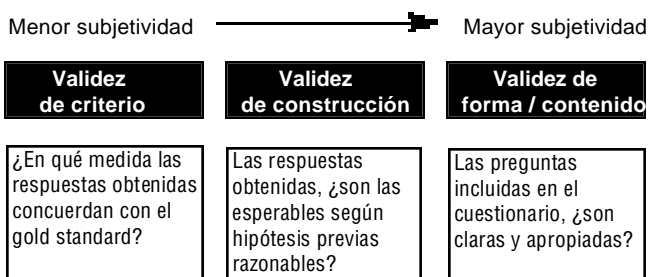 Menor subjetividad
Mayor subjetividad
Validez
de criterio
Validez
de construcción
Validez de
forma / contenido
¿En qué medida las
respuestas obtenidas
concuerdan con el
gold standard?
Las respuestas
obtenidas, ¿son las
esperables según
hipótesis previas
razonables?
Las preguntas
incluidas en el
cuestionario, ¿son
claras y apropiadas?